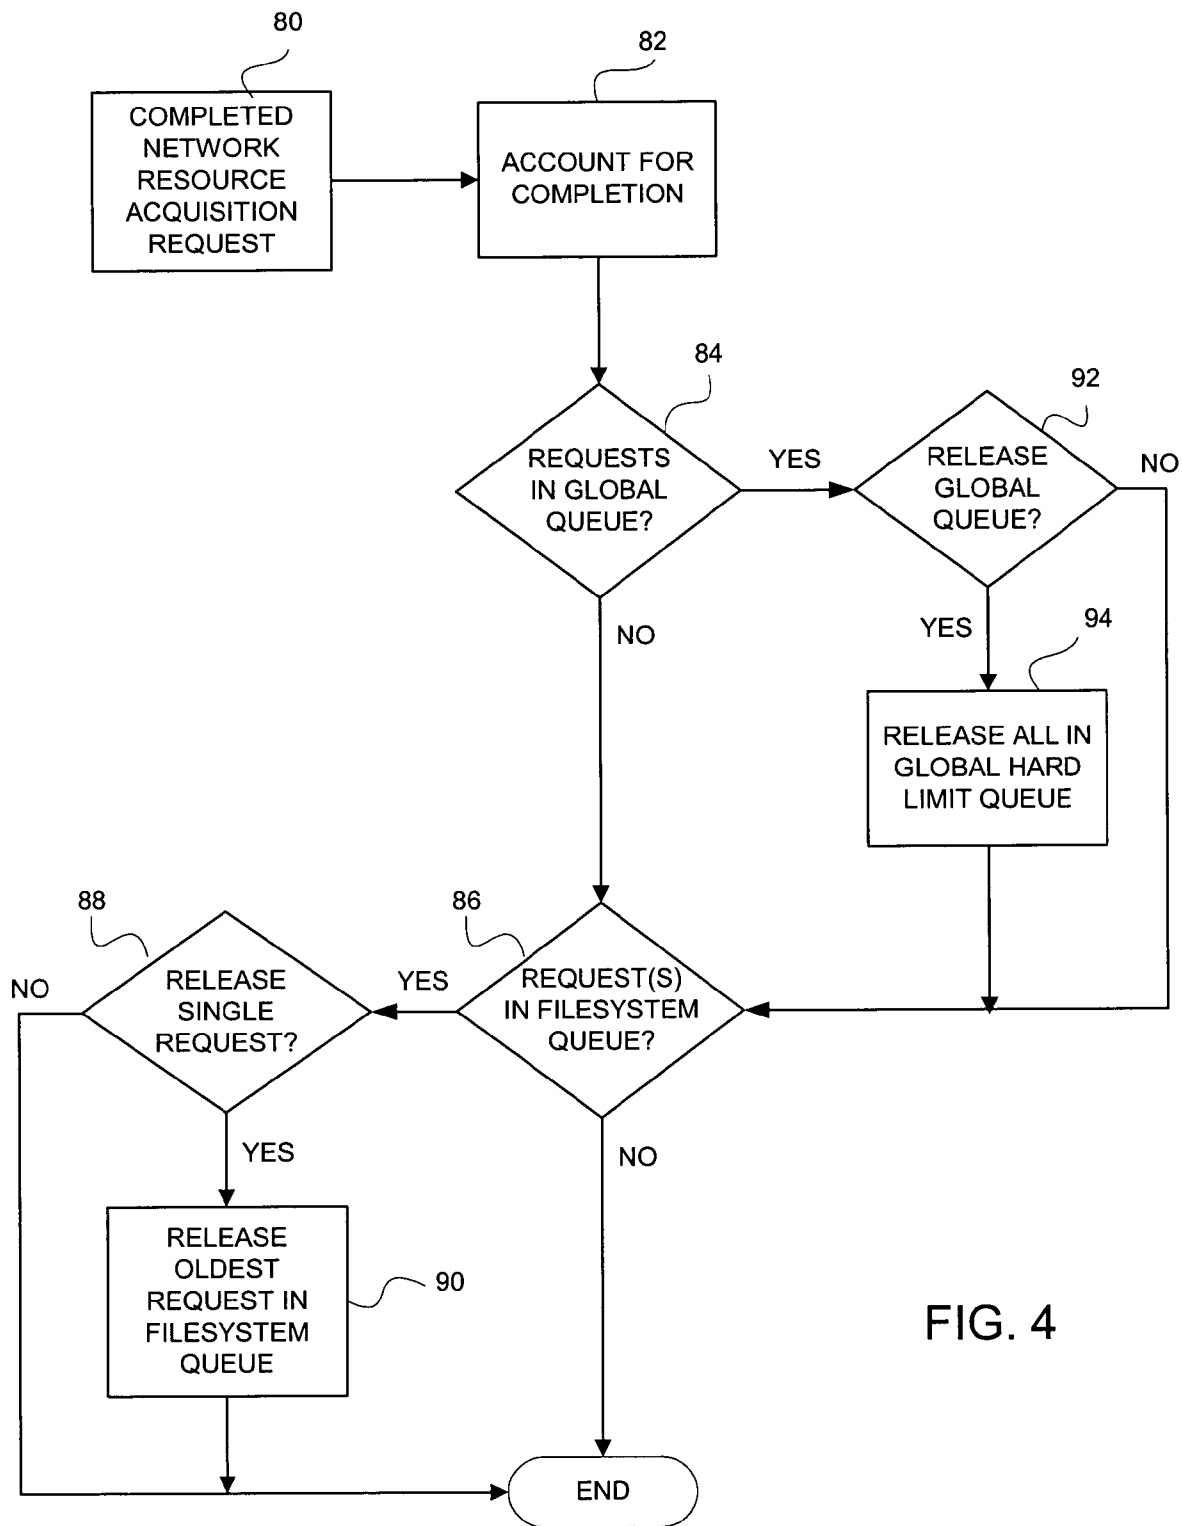 80
COMPLETED
NETWORK
RESOURCE
ACQUISITION
REQUEST
82
ACCOUNT FOR
COMPLETION
84
REQUESTS
IN GLOBAL
QUEUE?
YES
92
RELEASE
GLOBAL
QUEUE?
NO
NO
YES
94
RELEASE ALL IN
GLOBAL HARD
LIMIT QUEUE
88
RELEASE
SINGLE
REQUEST?
NO
YES
86
REQUEST(S)
IN FILESYSTEM
QUEUE?
YES
NO
RELEASE
OLDEST
REQUEST IN
FILESYSTEM
QUEUE
90
FIG. 4
END